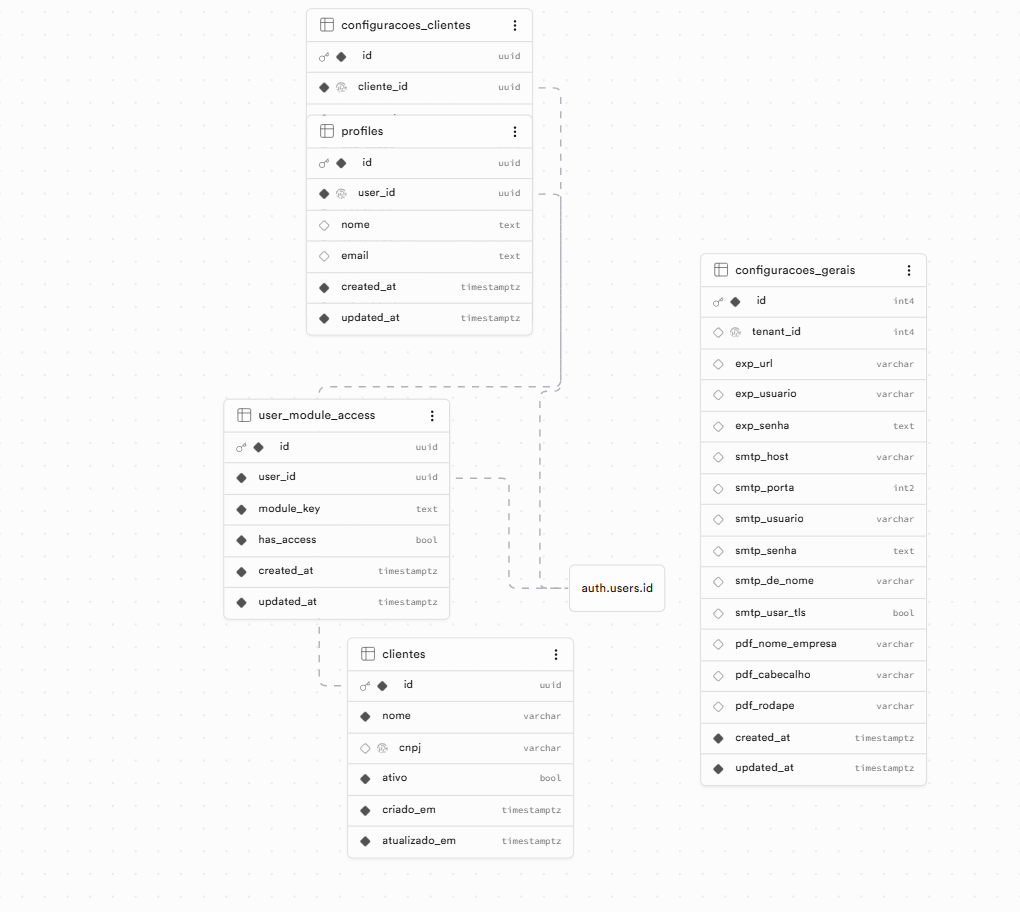 configuracoes_clientes
id uuid
cliente_id uuid
profiles
id uuid
user_id uuid
nome text
email text
created_at timestamptz
updated_at timestamptz
configuracoes_gerais
id int4
tenant_id int4
exp_url varchar
exp_usuario varchar
exp_senha text
smtp_host varchar
smtp_porta int2
smtp_usuario varchar
smtp_senha text
smtp_de_nome varchar
smtp_usar_tls bool
pdf_nome_empresa varchar
pdf_cabecalho varchar
pdf_rodape varchar
created_at timestamptz
updated_at timestamptz
user_module_access
id uuid
user_id uuid
module_key text
has_access bool
created_at timestamptz
updated_at timestamptz
auth.users.id
clientes
id uuid
nome varchar
cnpj varchar
ativo bool
criado_em timestamptz
atualizado_em timestamptz